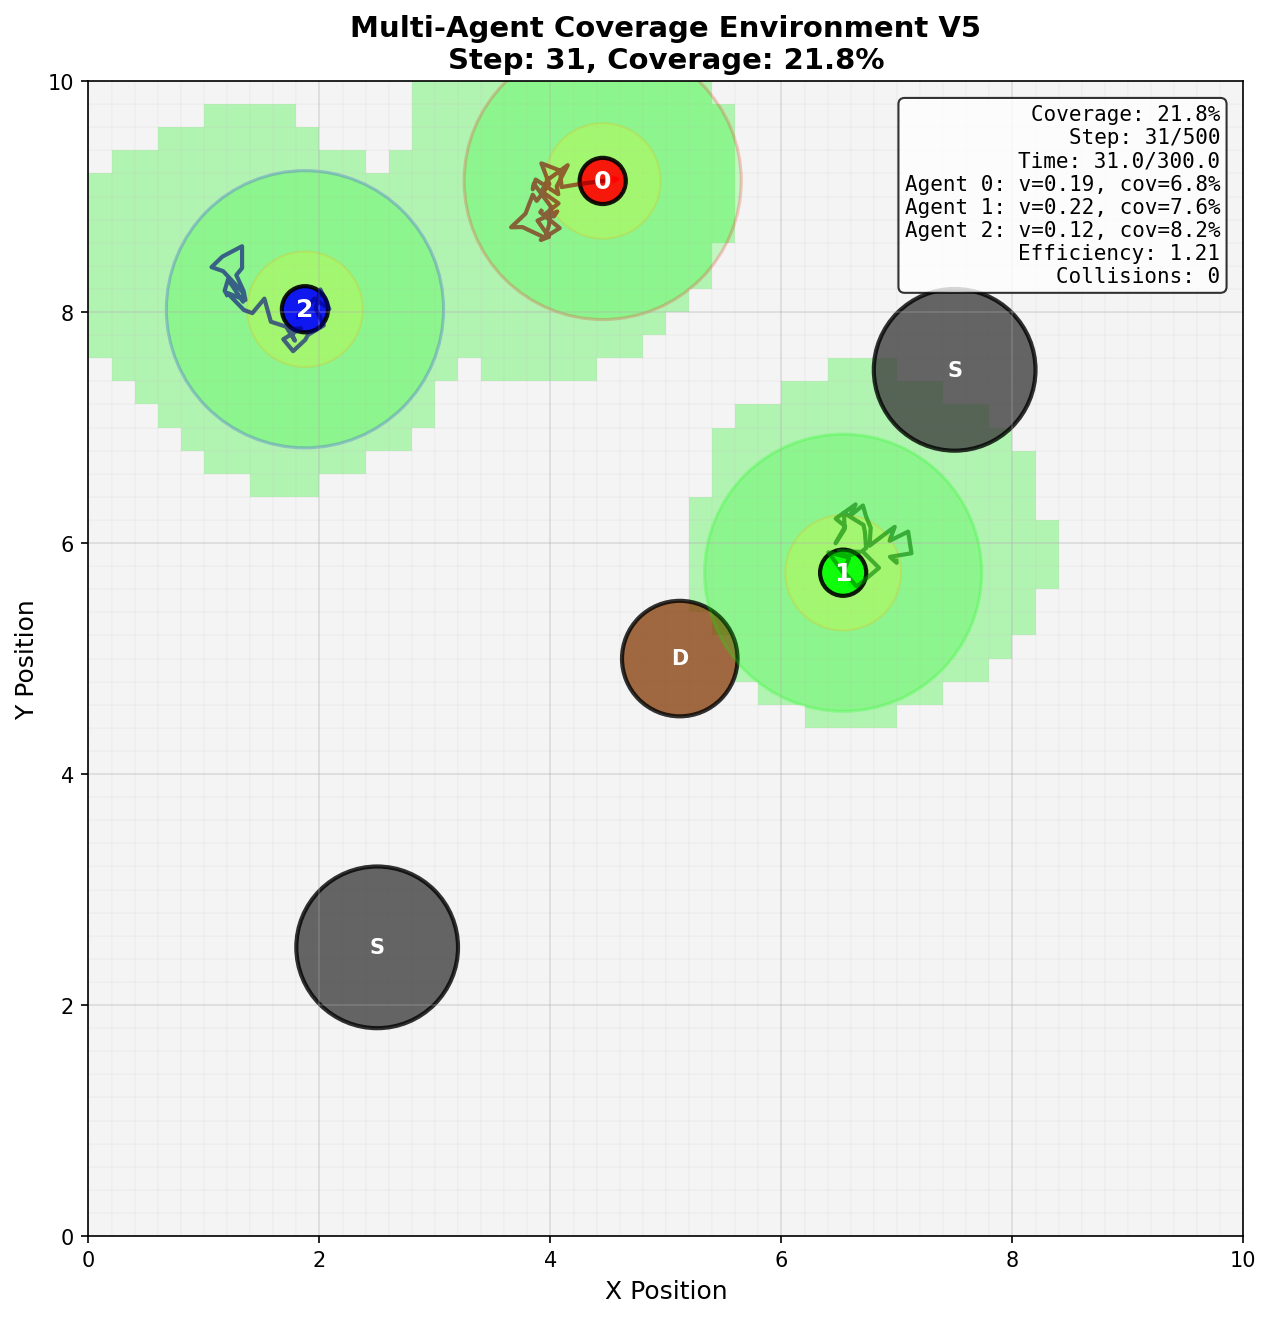 Multi-Agent Coverage Environment V5
Step: 31, Coverage: 21.8%
Coverage: 21.8%
Step: 31/500
Time: 31.0/300.0
Agent 0: v=0.19, cov=6.8%
Agent 1: v=0.22, cov=7.6%
Agent 2: v=0.12, cov=8.2%
Efficiency: 1.21
Collisions: 0
10
8
6
4
2
0
Y Position
0
2
S
1
D
S
0
2
4
6
8
10
X Position